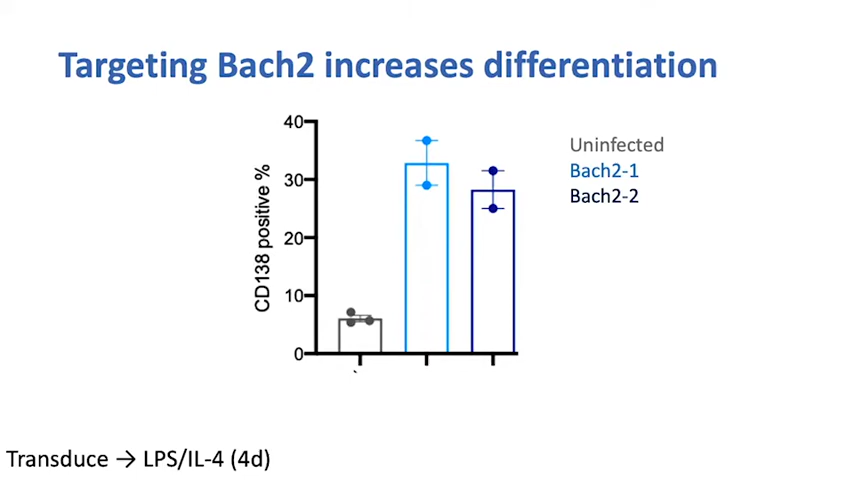 Targeting Bach2 increases differentiation
40
30
20
10
0
CD138 positive %
Uninfected
Bach2-1
Bach2-2
Transduce → LPS/IL-4 (4d)